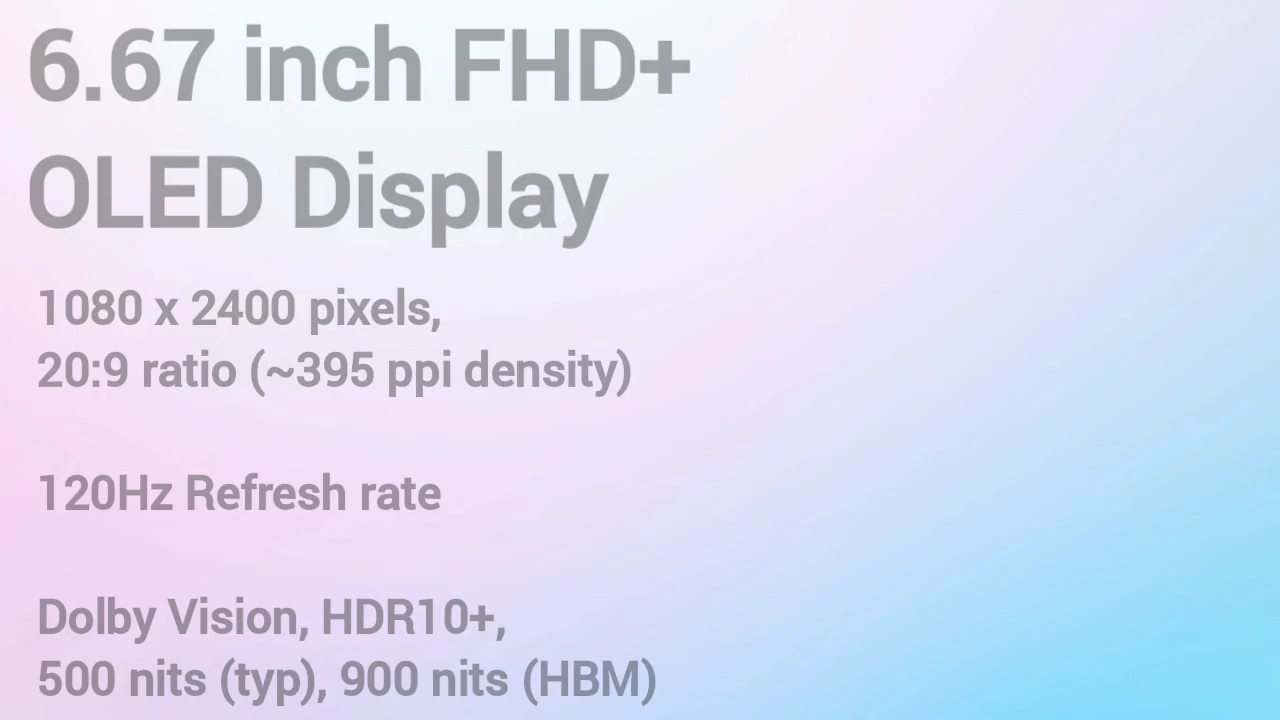 6.67 inch FHD+
OLED Display
1080 x 2400 pixels,
20:9 ratio (~395 ppi density)
120Hz Refresh rate
Dolby Vision, HDR10+,
500 nits (typ), 900 nits (HBM)